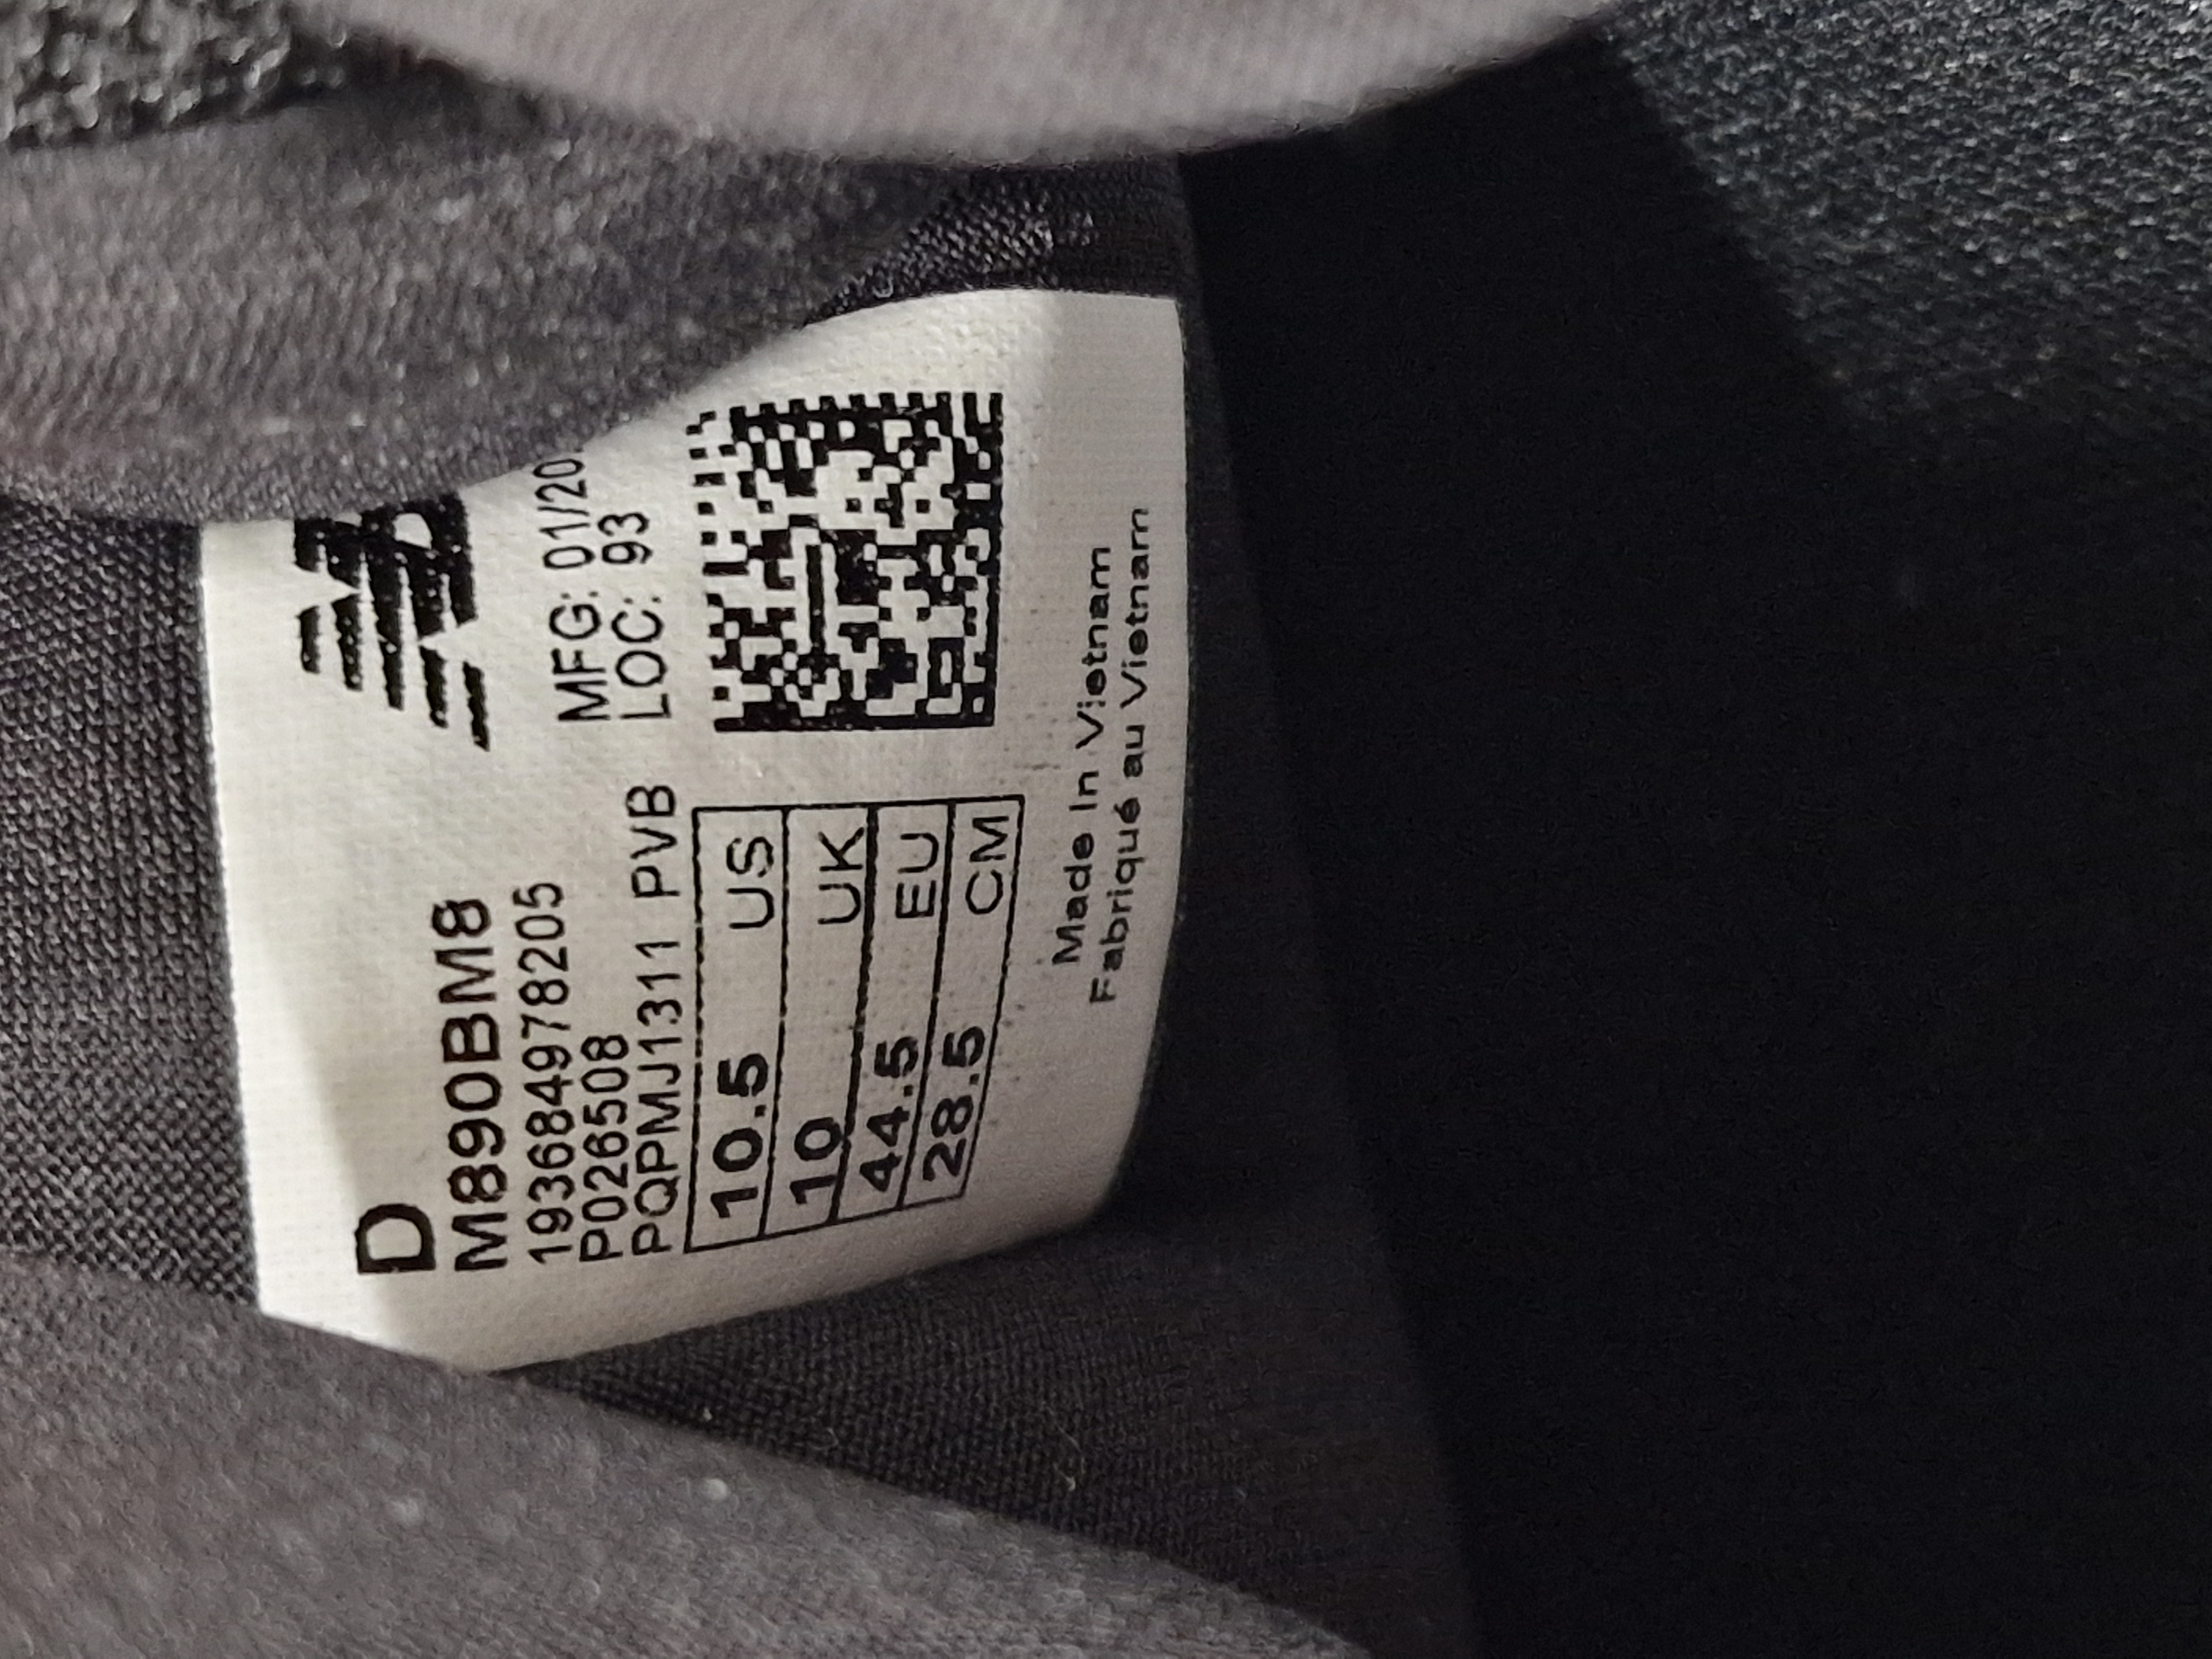 D
M890BM8
193684978205
P026508
PQPMJ1311 PVB
MFG: 01/20
LOC: 93
10.5 US
10 UK
44.5 EU
28.5 CM
Made In Vietnam
Fabriqué au Vietnam